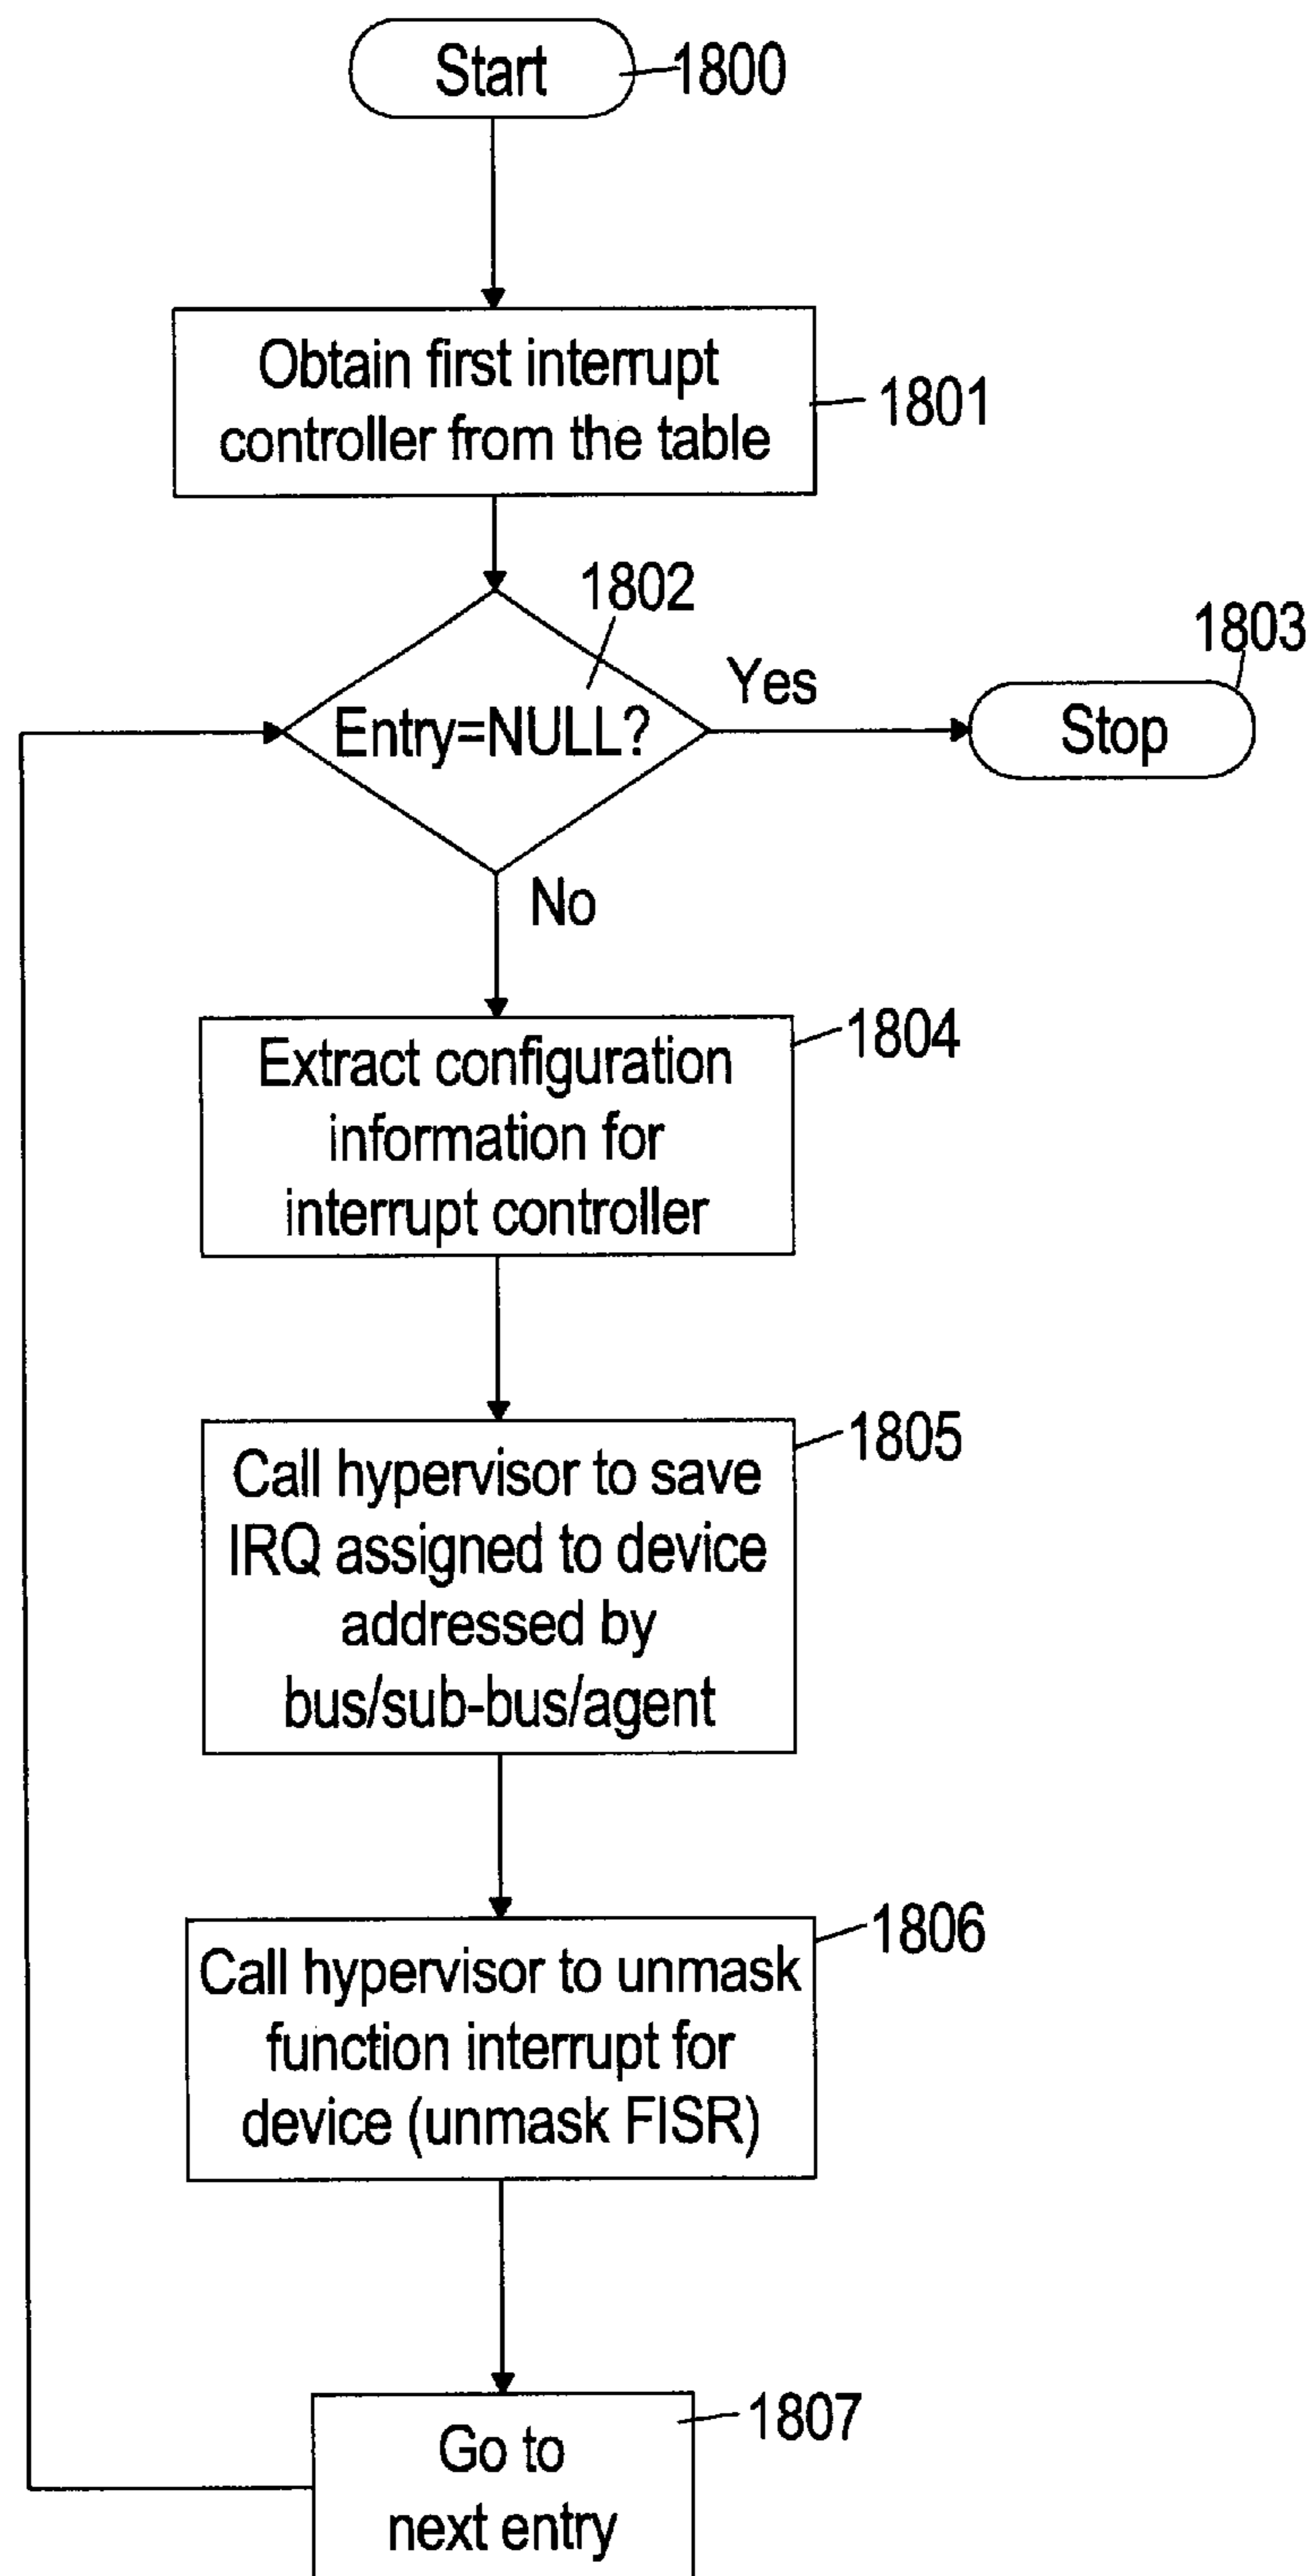 Start
1800
Obtain first interrupt
controller from the table
1801
1802
Entry=NULL?
Yes
1803
Stop
No
1804
Extract configuration
information for
interrupt controller
1805
Call hypervisor to save
IRQ assigned to device
addressed by
bus/sub-bus/agent
1806
Call hypervisor to unmask
function interrupt for
device (unmask FISR)
1807
Go to
next entry